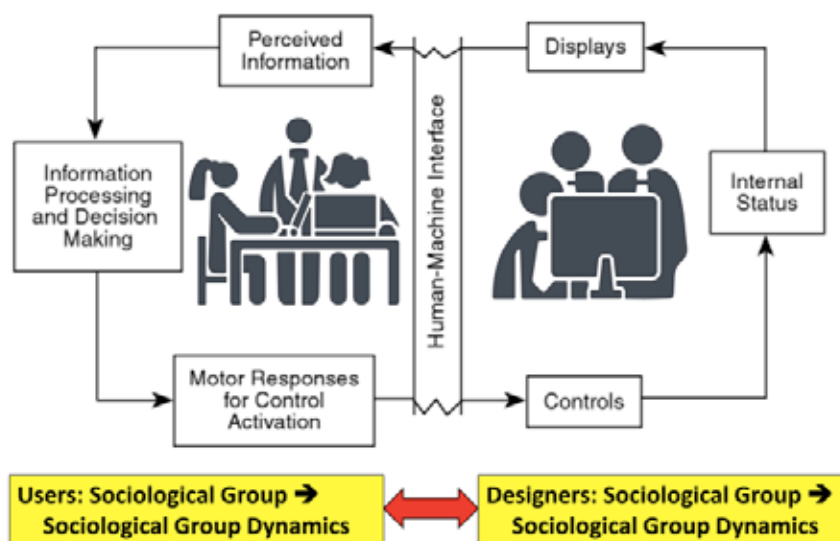 Perceived
Information
Displays
Information
Processing
and Decision
Making
Human-Machine Interface
Internal
Status
Motor Responses
for Control
Activation
Controls
Users: Sociological Group ➔
Sociological Group Dynamics
Designers: Sociological Group ➔
Sociological Group Dynamics